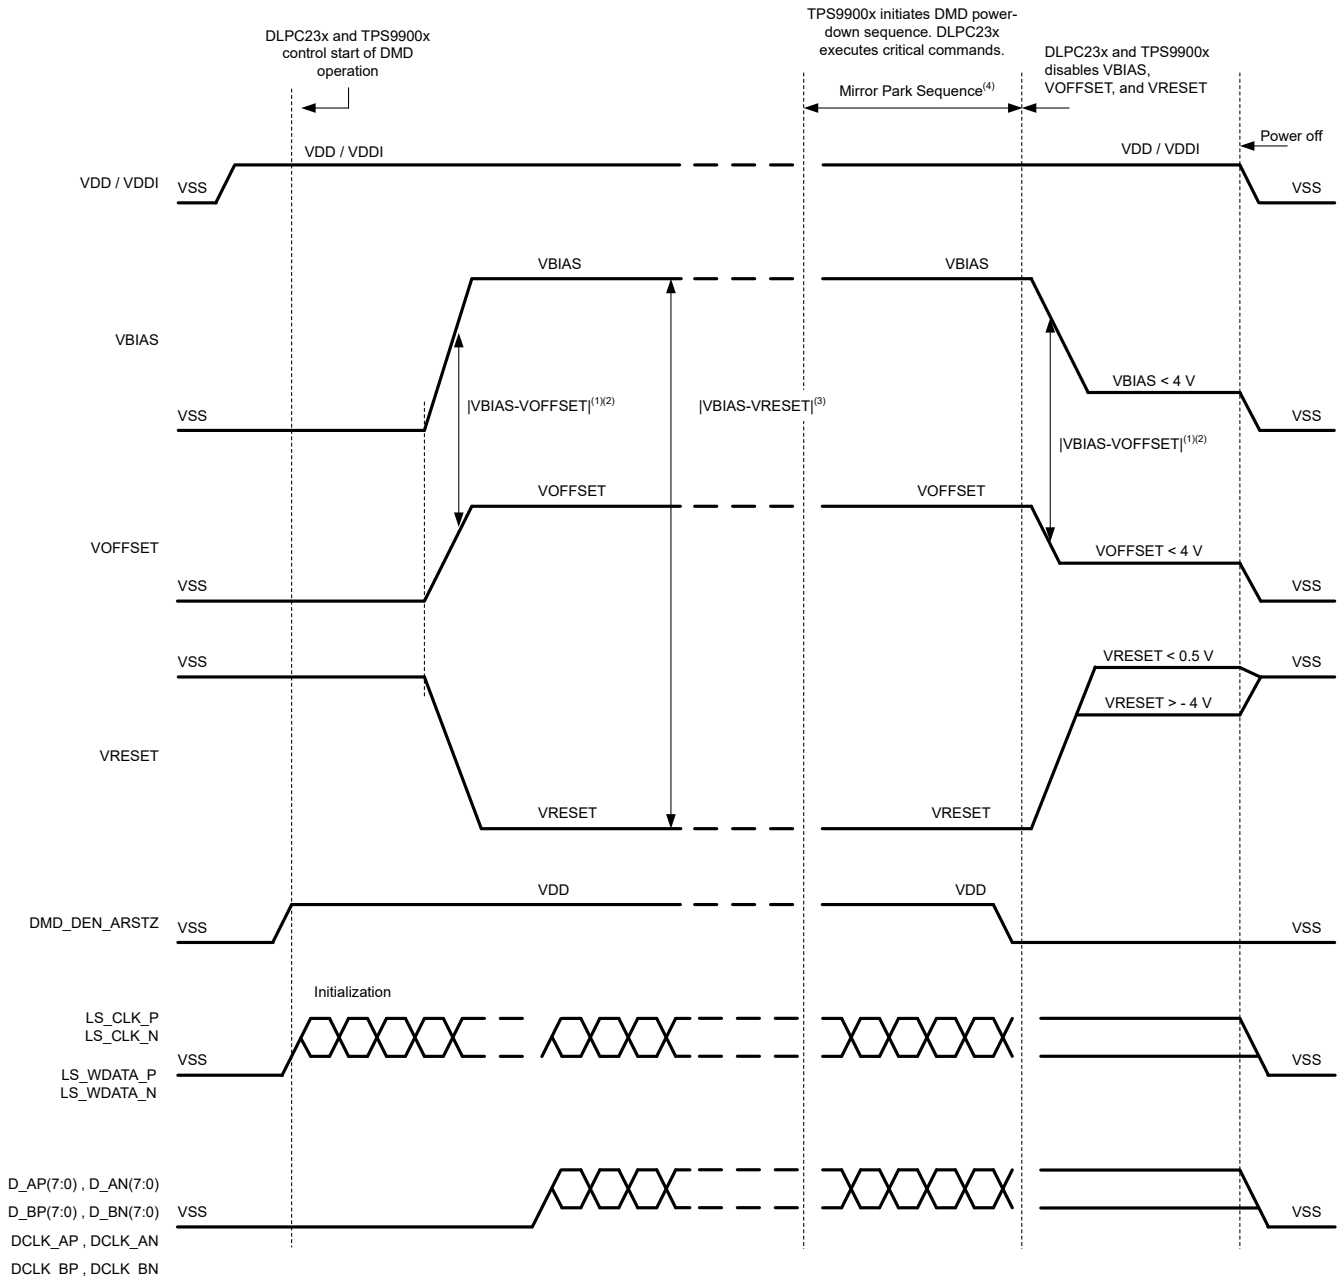 TPS9900x initiates DMD power-
down sequence. DLPC23x
executes critical commands.
DLPC23x and TPS9900x
control start of DMD
operation
DLPC23x and TPS9900x
disables VBIAS,
VOFFSET, and VRESET
Mirror Park Sequence(4)
Power off
VDD / VDDI
VSS
VDD / VDDI
VDD / VDDI
VSS
VBIAS
VBIAS
VBIAS
VSS
|VBIAS-VOFFSET|(1)(2)
|VBIAS-VRESET|(3)
VBIAS < 4 V
VSS
|VBIAS-VOFFSET|(1)(2)
VOFFSET
VOFFSET
VOFFSET
VSS
VOFFSET < 4 V
VSS
VRESET
VSS
VRESET < 0.5 V
VSS
VRESET > - 4 V
VRESET
VRESET
DMD_DEN_ARSTZ
VSS
VDD
VDD
VSS
Initialization
LS_CLK_P
LS_CLK_N
VSS
VSS
LS_WDATA_P
LS_WDATA_N
D_AP(7:0) , D_AN(7:0)
D_BP(7:0) , D_BN(7:0)
VSS
VSS
DCLK_AP , DCLK_AN
DCLK_BP , DCLK_BN